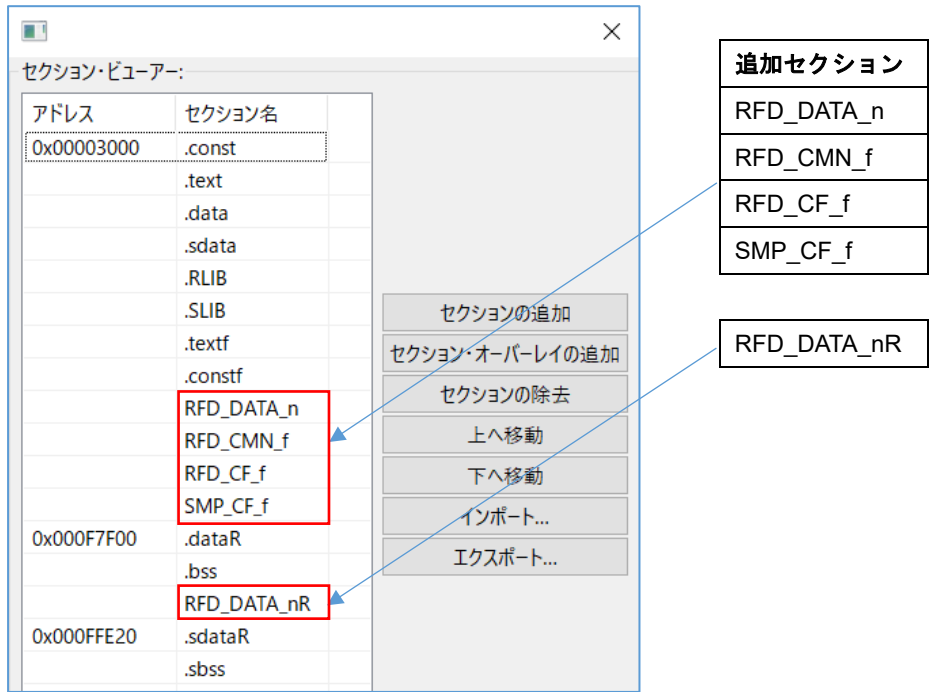 セクション・ビューアー:
アドレス セクション名
0x00003000 .const
.text
.data
.sdata
.RLIB
.SLIB
.textf
.constf
RFD_DATA_n
RFD_CMN_f
RFD_CF_f
SMP_CF_f
0x000F7F00 .dataR
.bss
RFD_DATA_nR
0x000FFE20 .sdataR
.sbss
セクションの追加
セクション・オーバーレイの追加
セクションの除去
上へ移動
下へ移動
インポート...
エクスポート...
追加セクション
RFD_DATA_n
RFD_CMN_f
RFD_CF_f
SMP_CF_f
RFD_DATA_nR